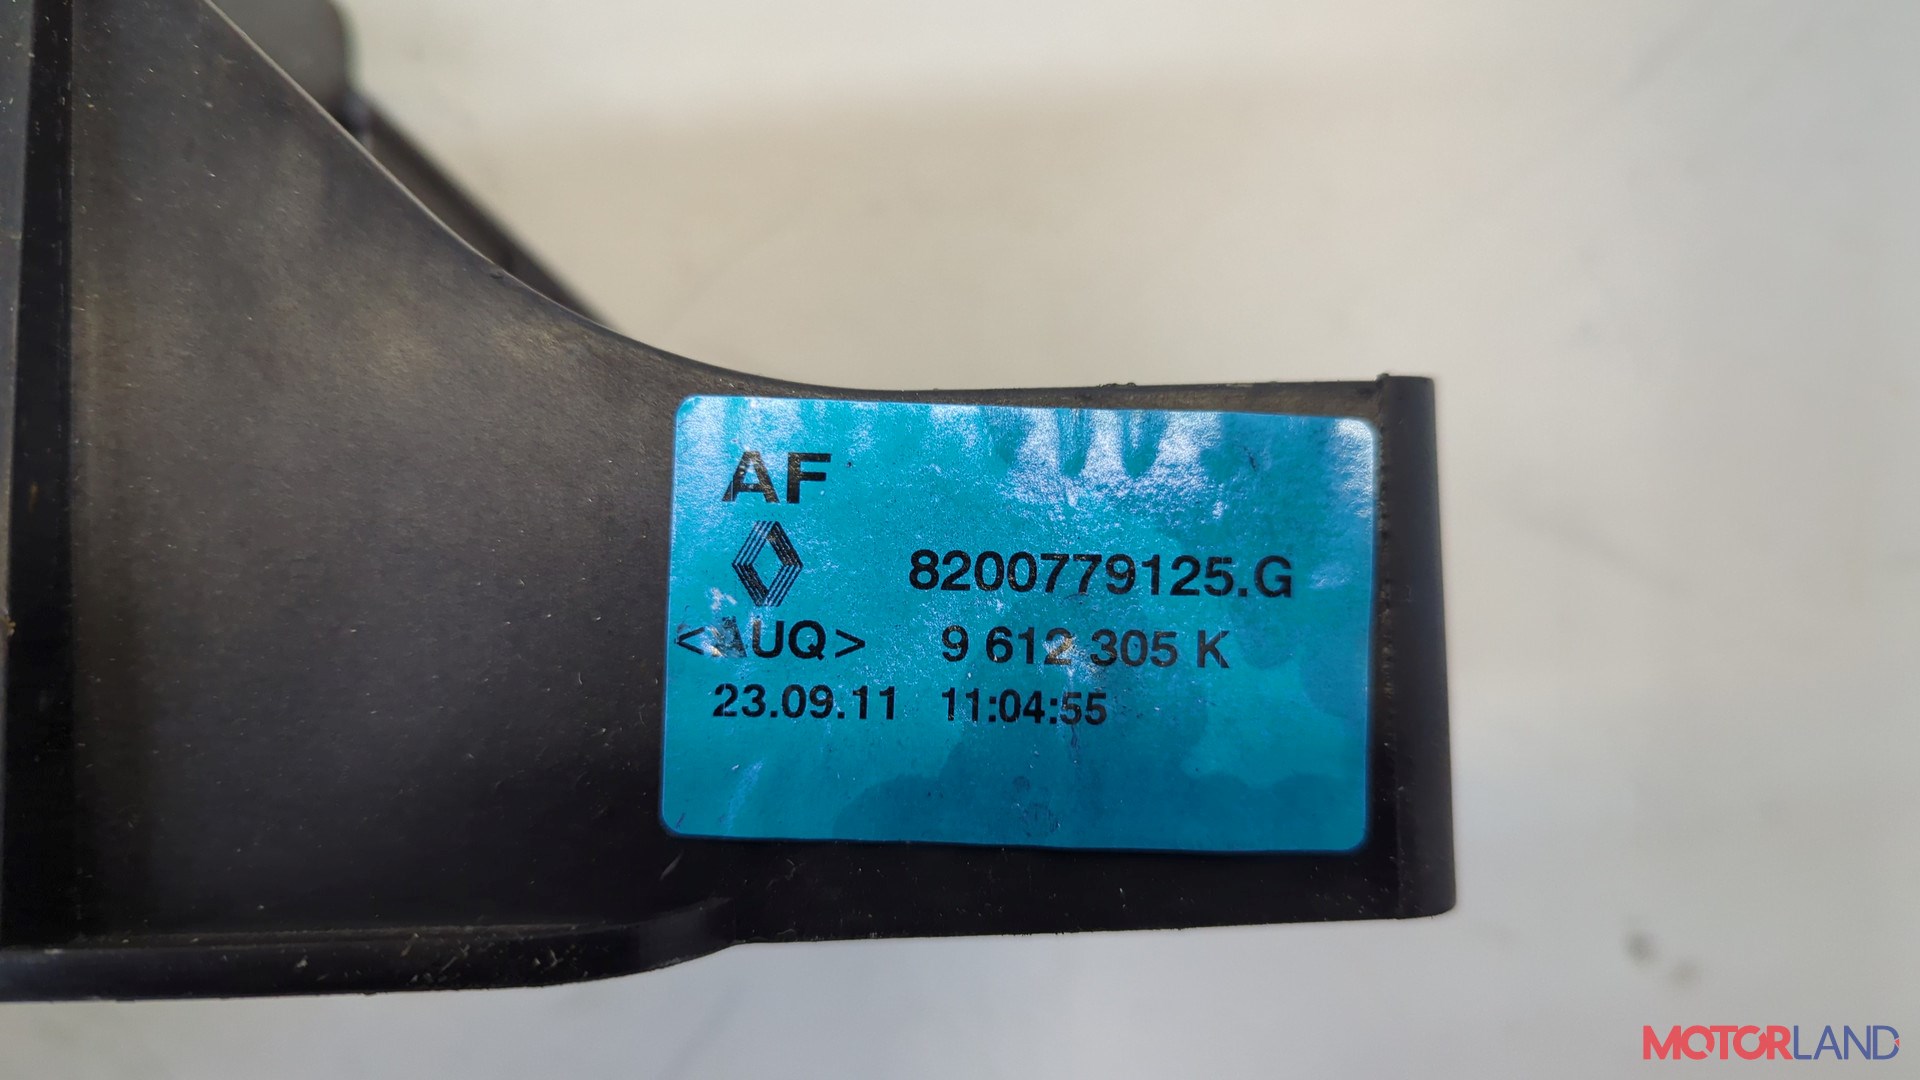 AF
8200779125.G
<AUQ> 9 612 305 K
23.09.11 11:04:55
MOTORLAND